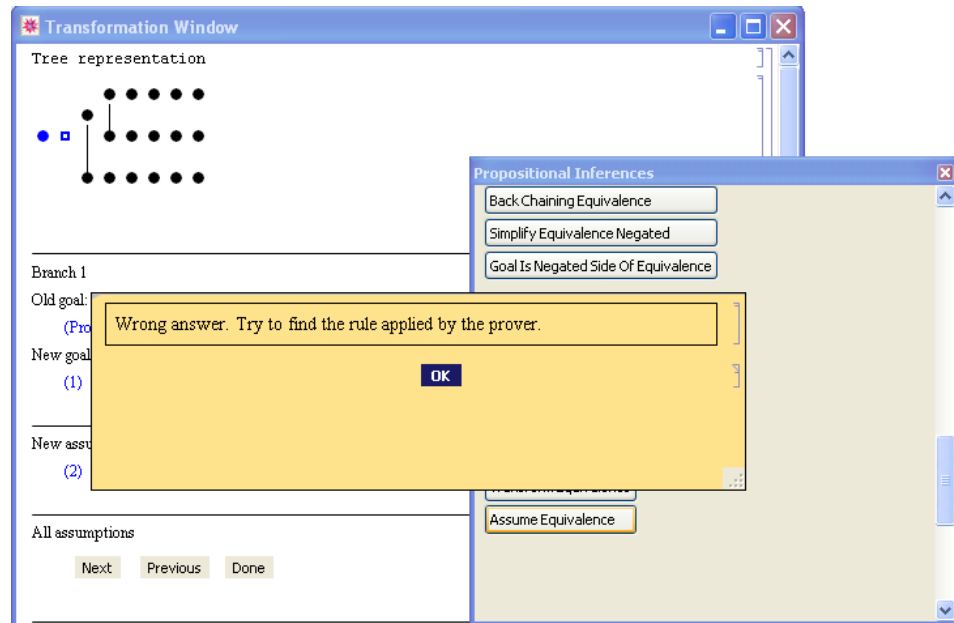 Transformation Window
Tree representation
Propositional Inferences
Back Chaining Equivalence
Simplify Equivalence Negated
Goal Is Negated Side Of Equivalence
Branch 1
Old goal:
(Pro
New goal
(1)
Wrong answer. Try to find the rule applied by the prover.
OK
New assu
(2)
Assume Equivalence
All assumptions
Next Previous Done